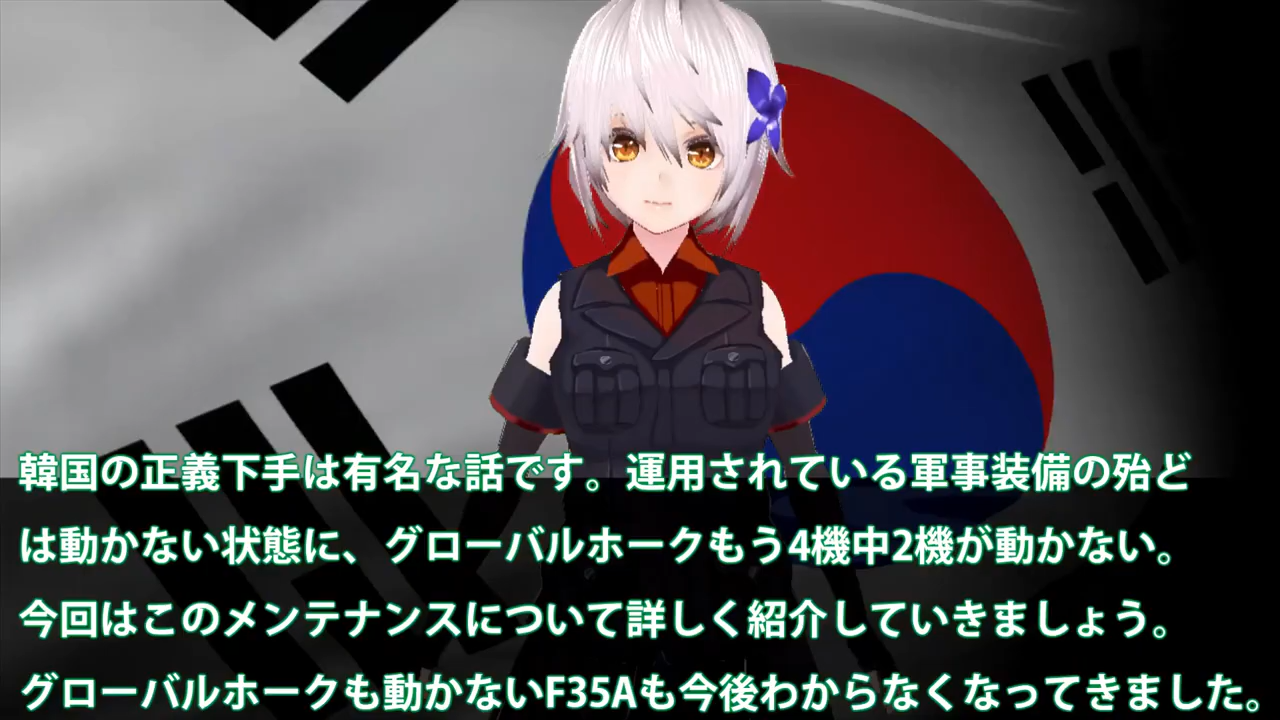 韓国の正義下手は有名な話です。運用されている軍事装備の殆ど
は動かない状態に、グローバルホークもう4機中2機が動かない。
今回はこのメンテナンスについて詳しく紹介していきましょう。
グローバルホークも動かないF35Aも今後わからなくなってきました。